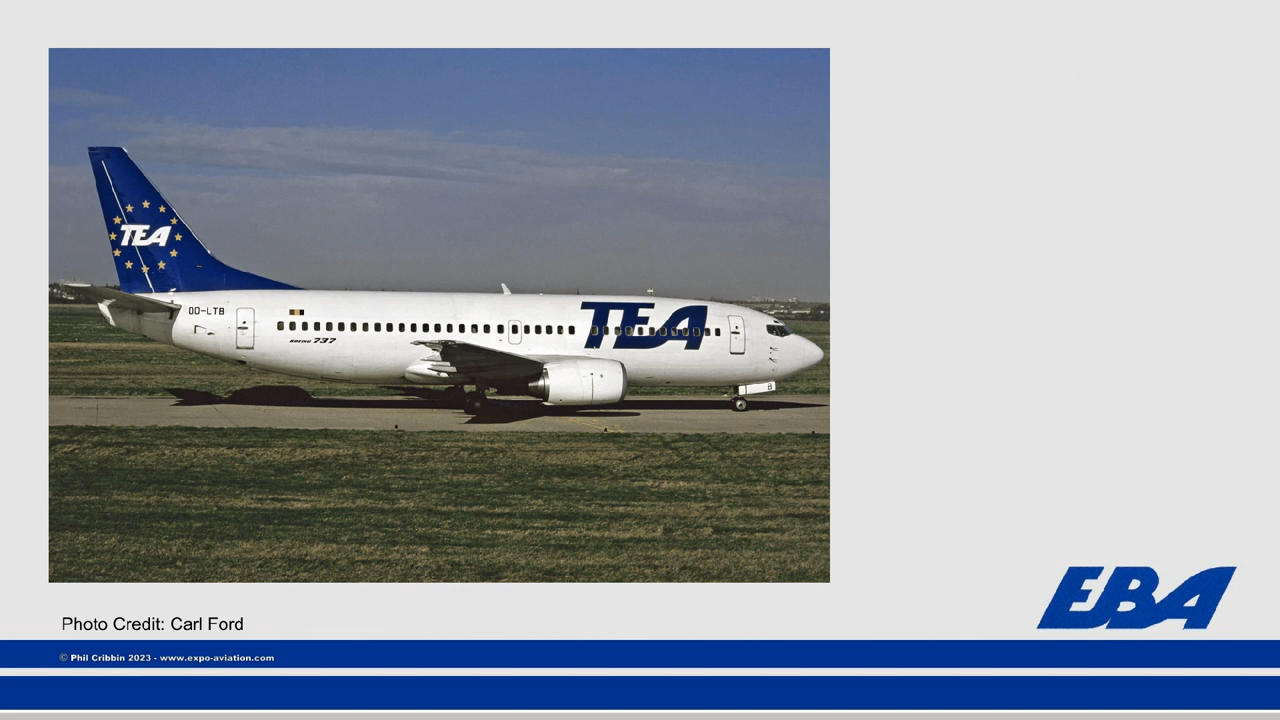 TEA
OO-LTB
TEA
BOEING 737
B
EBA
Photo Credit: Carl Ford
© Phil Cribbin 2023 - www.expo-aviation.com